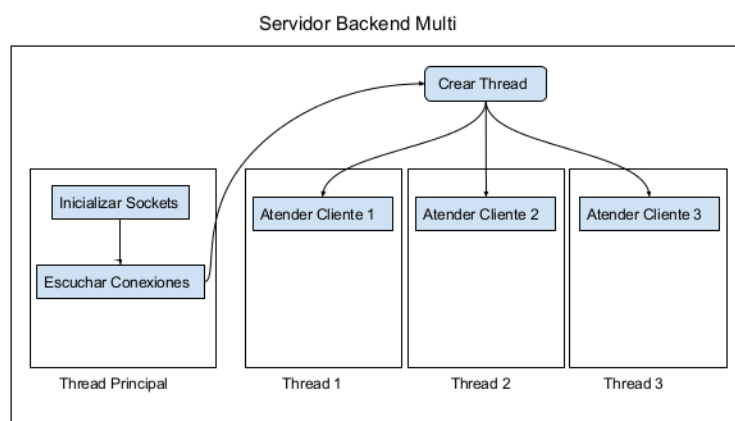 Servidor Backend Multi
Crear Thread
Inicializar Sockets
Atender Cliente 1
Atender Cliente 2
Atender Cliente 3
Escuchar Conexiones
Thread Principal
Thread 1
Thread 2
Thread 3